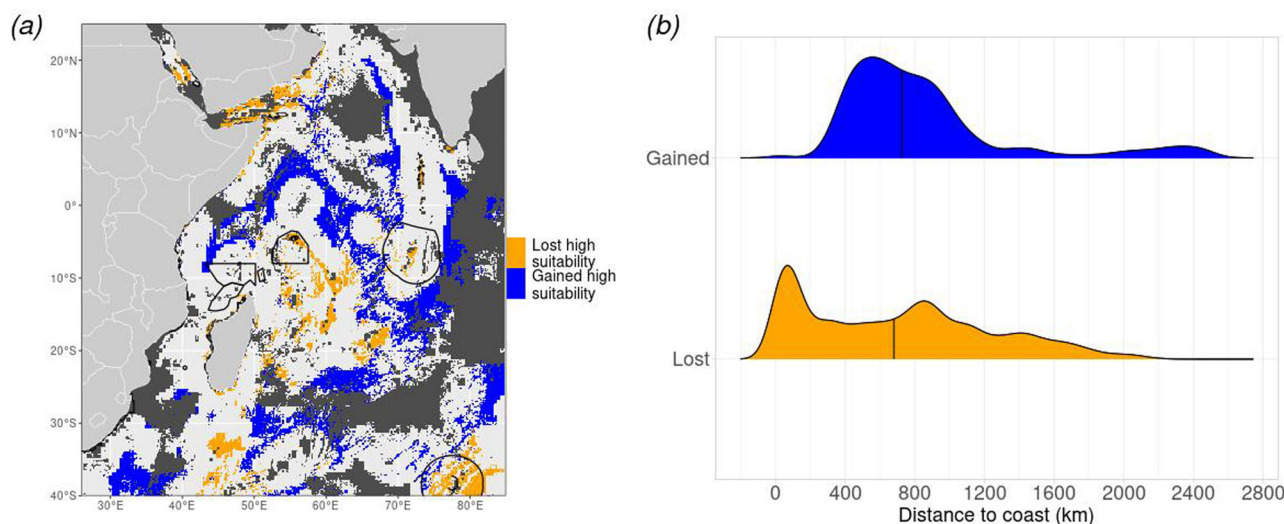 (a)
20°N
10°N
0°
10°S
20°S
30°S
40°S
30°E
40°E
50°E
60°E
70°E
80°E
Lost high
suitability
Gained high
suitability
(b)
Gained
Lost
0
400
800
1200
1600
2000
2400
2800
Distance to coast (km)